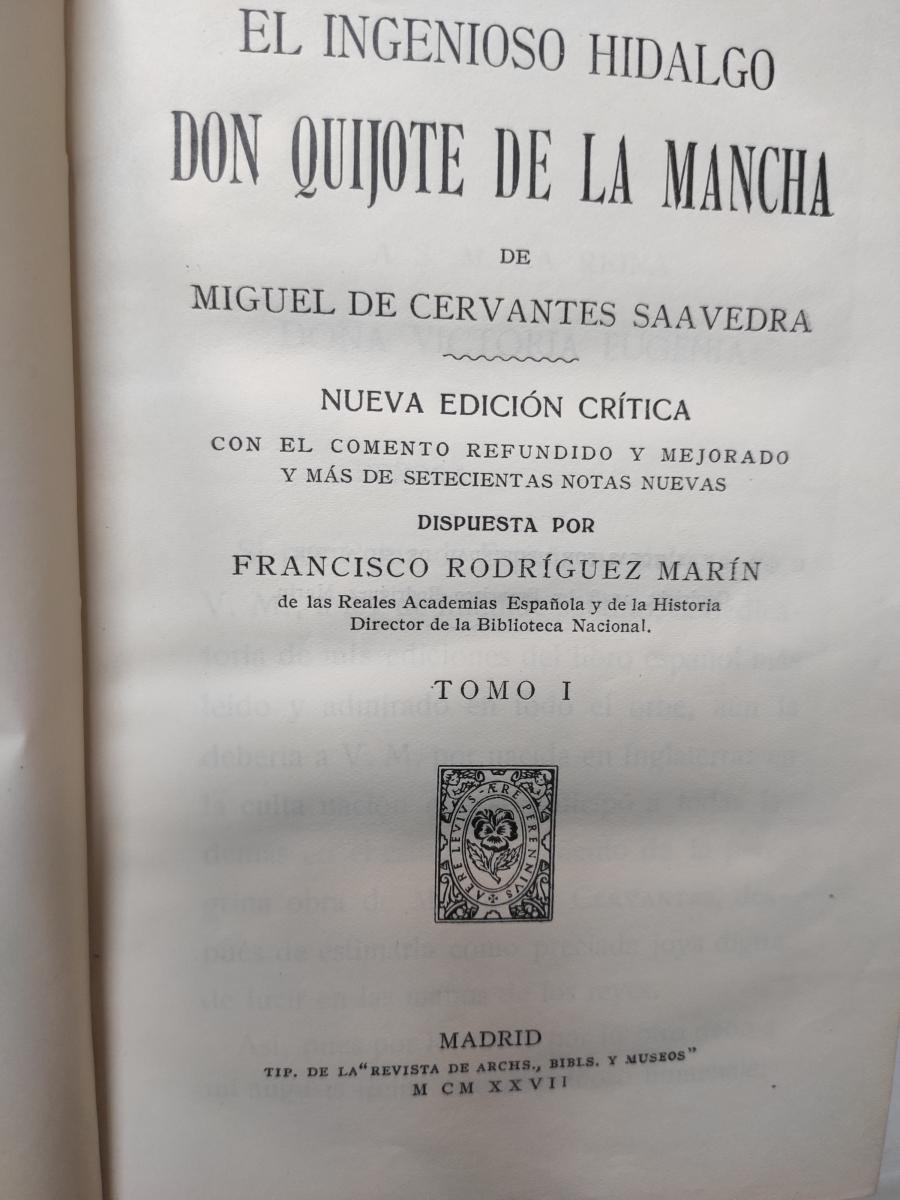 EL INGENIOSO HIDALGO
DON QUIJOTE DE LA MANCHA
DE
MIGUEL DE CERVANTES SAAVEDRA
NUEVA EDICIÓN CRÍTICA
CON EL COMENTO REFUNDIDO Y MEJORADO
Y MÁS DE SETECIENTAS NOTAS NUEVAS
DISPUESTA POR
FRANCISCO RODRÍGUEZ MARÍN
de las Reales Academias Española y de la Historia
Director de la Biblioteca Nacional.
TOMO I
AERE LEVIVS - ÆRE PERENNIVS
MADRID
TIP. DE LA "REVISTA DE ARCHS., BIBLS. Y MUSEOS"
M CM XXVII